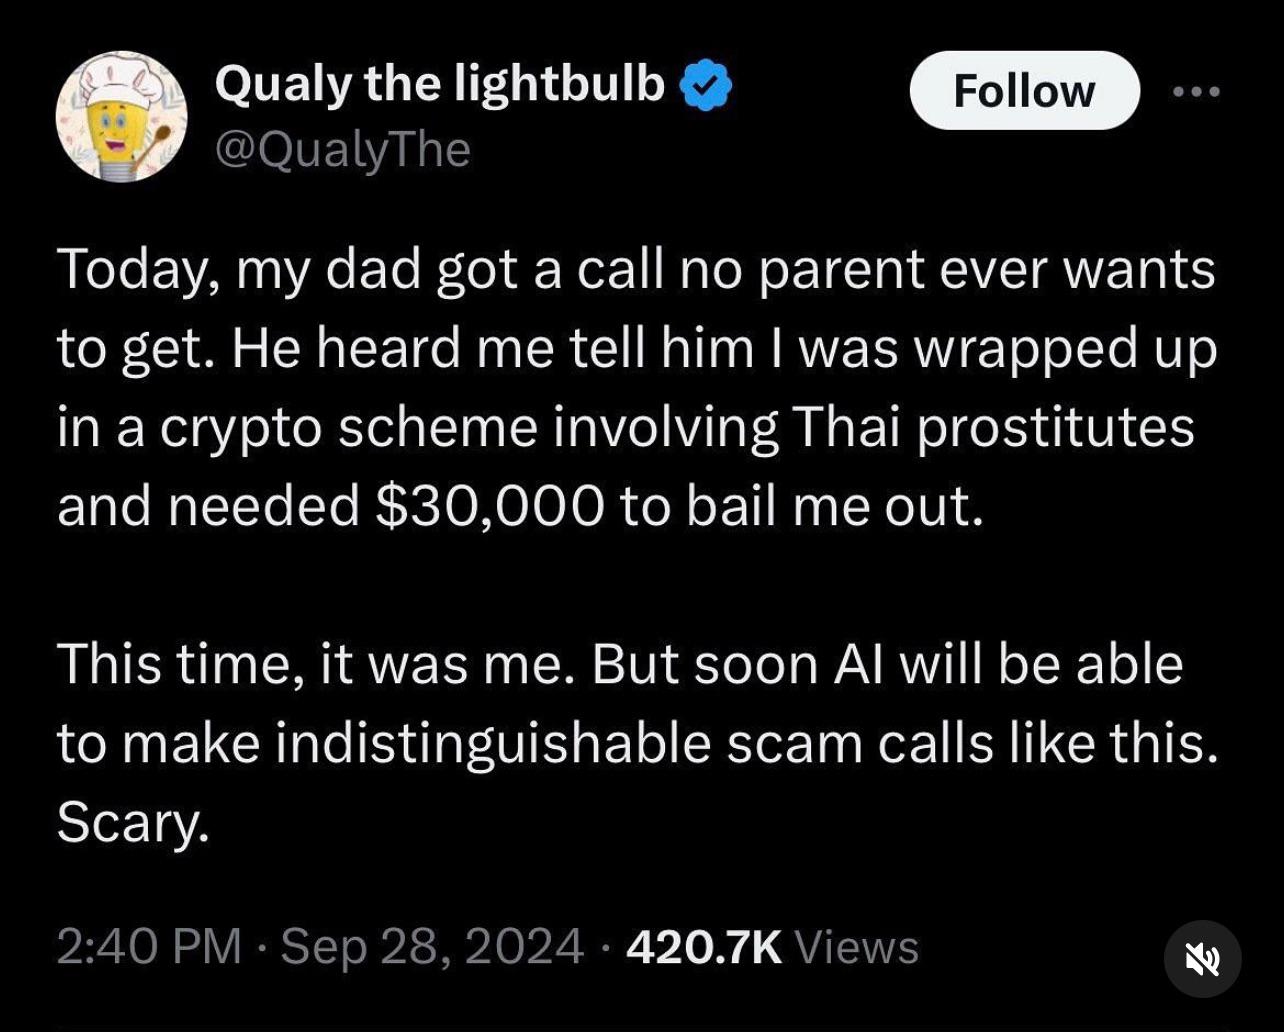 Qualy the lightbulb
Follow
@QualyThe
Today, my dad got a call no parent ever wants
to get. He heard me tell him I was wrapped up
in a crypto scheme involving Thai prostitutes
and needed $30,000 to bail me out.
This time, it was me. But soon AI will be able
to make indistinguishable scam calls like this.
Scary.
2:40 PM · Sep 28, 2024 · 420.7K Views